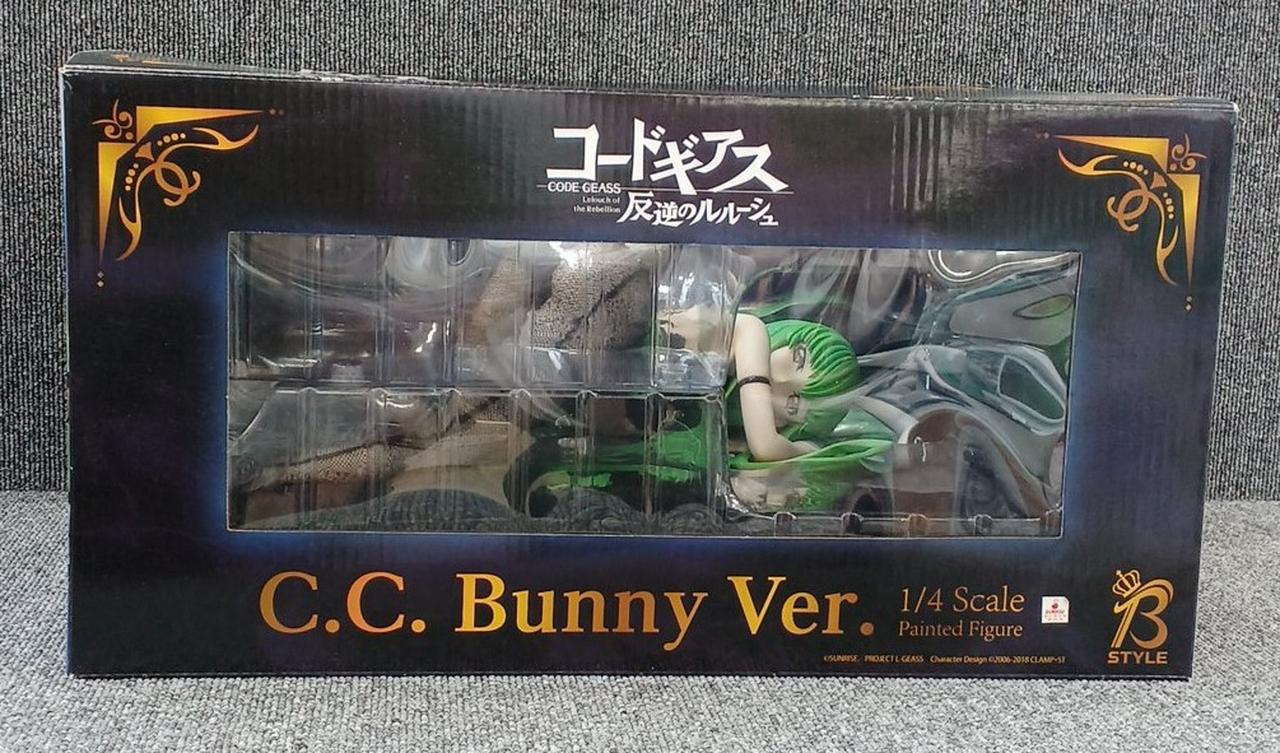 コードギアス
CODE GEASS
Lelouch of
the Rebellion
反逆のルルーシュ
C.C. Bunny Ver.
1/4 Scale
Painted Figure
SUNRISE
B
STYLE
©SUNRISE/PROJECT L-GEASS Character Design ©2006-2018 CLAMP・ST